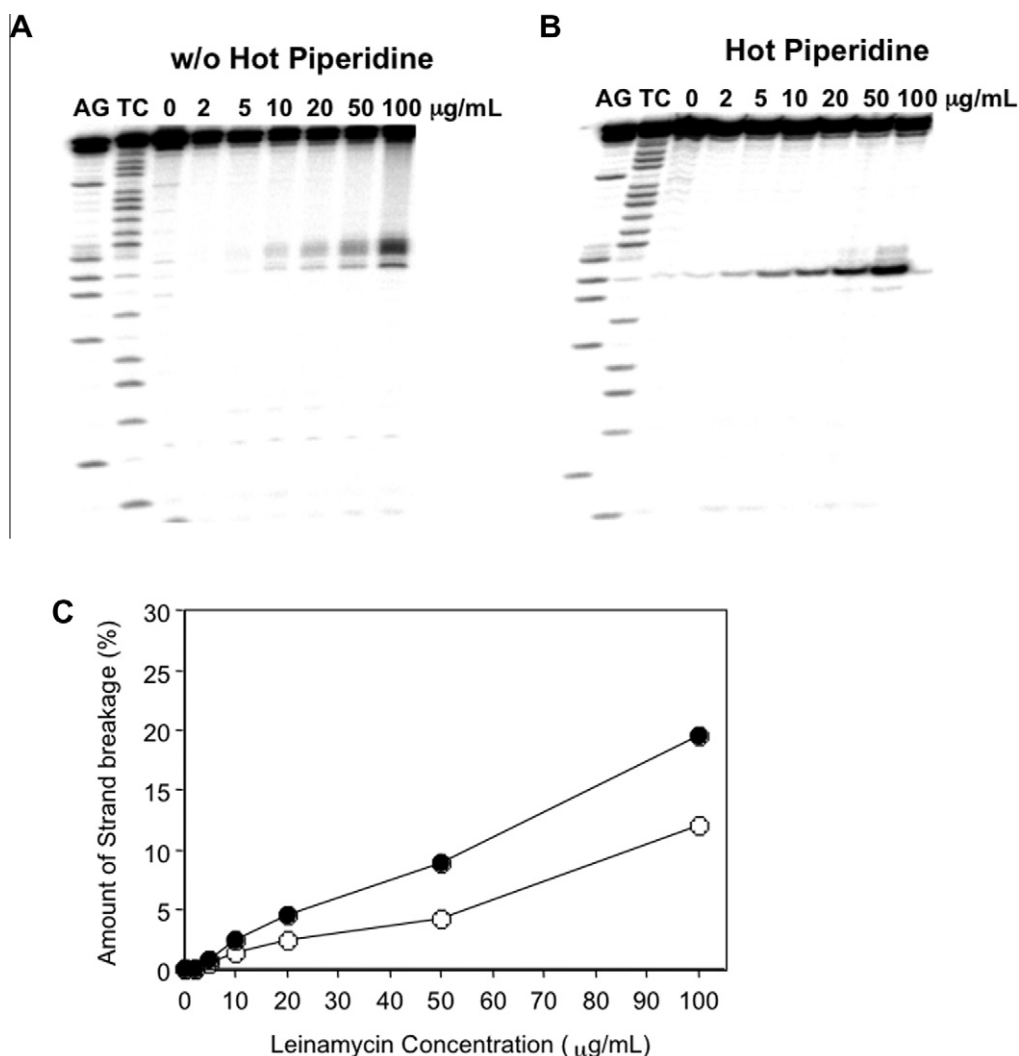 A
w/o Hot Piperidine
AG TC 0 2 5 10 20 50 100 μg/mL
B
Hot Piperidine
AG TC 0 2 5 10 20 50 100 μg/mL
C
Amount of Strand breakage (%)
30
25
20
15
10
5
0
0 10 20 30 40 50 60 70 80 90 100
Leinamycin Concentration ( μg/mL)